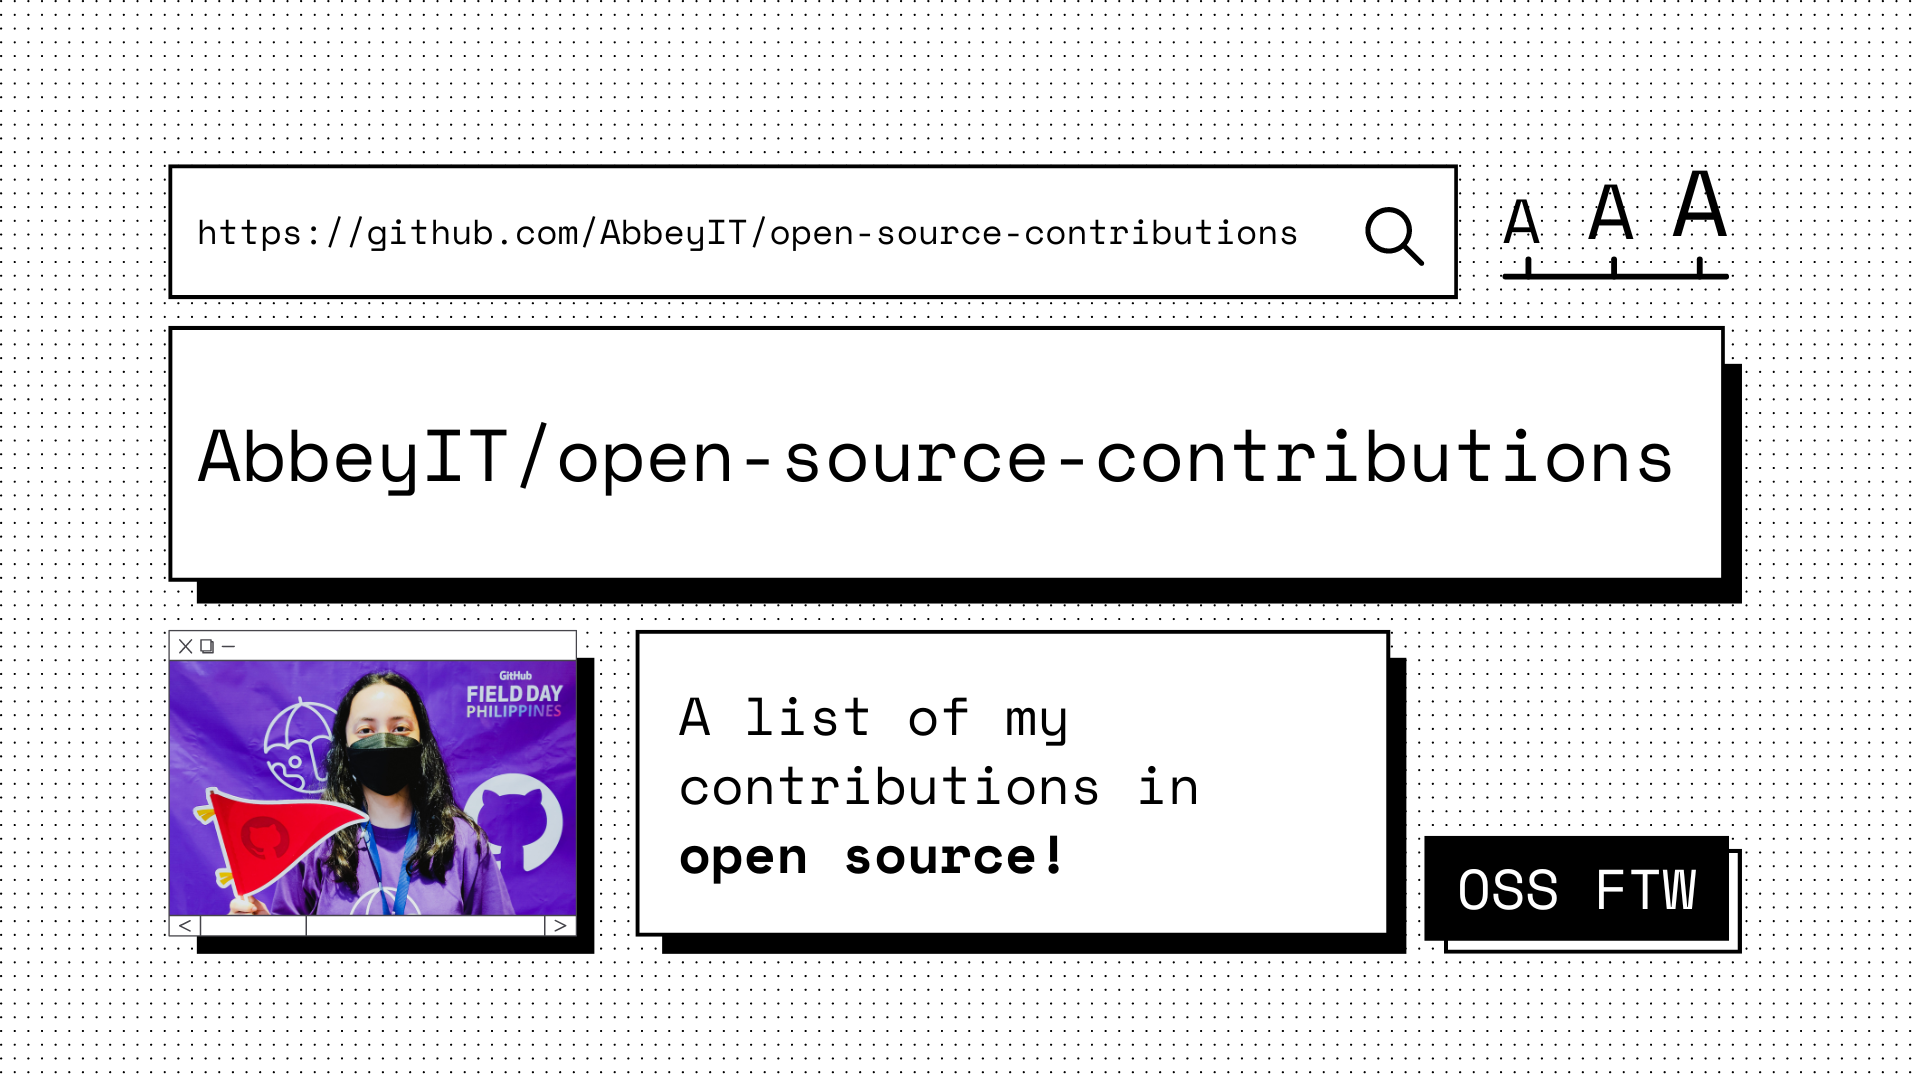 https://github.com/AbbeyIT/open-source-contributions
A A A
AbbeyIT/open-source-contributions
GitHub
FIELD DAY
PHILIPPINES
A list of my
contributions in
open source!
OSS FTW